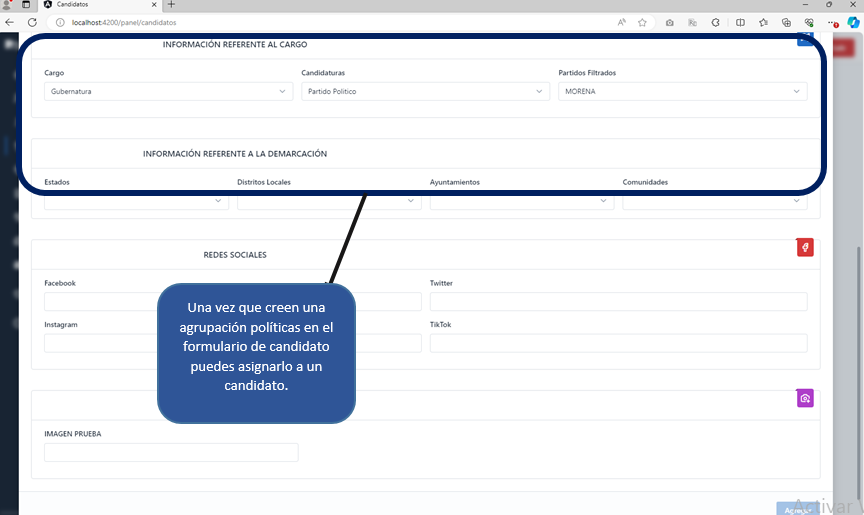 Candidatos
localhost:4200/panel/candidatos
INFORMACIÓN REFERENTE AL CARGO
Cargo
Candidaturas
Partidos Filtrados
Gubernatura
Partido Politico
MORENA
INFORMACIÓN REFERENTE A LA DEMARCACIÓN
Estados
Distritos Locales
Ayuntamientos
Comunidades
REDES SOCIALES
Facebook
Twitter
Instagram
TikTok
Una vez que creen una
agrupación políticas en el
formulario de candidato
puedes asignarlo a un
candidato.
IMAGEN PRUEBA
Activar